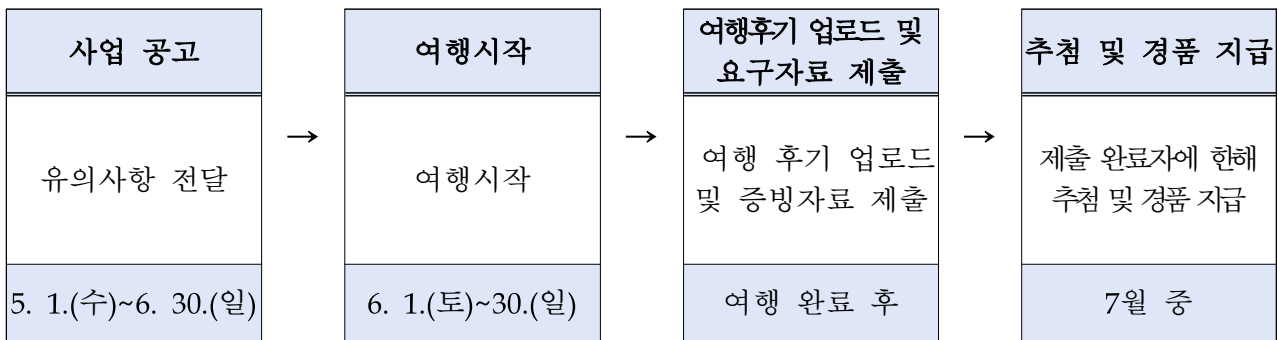 사업 공고
유의사항 전달
5. 1.(수)~6. 30.(일)
→
여행시작
여행시작
6. 1.(토)~30.(일)
→
여행후기 업로드 및
요구자료 제출
여행 후기 업로드
및 증빙자료 제출
여행 완료 후
→
추첨 및 경품 지급
제출 완료자에 한해
추첨 및 경품 지급
7월 중